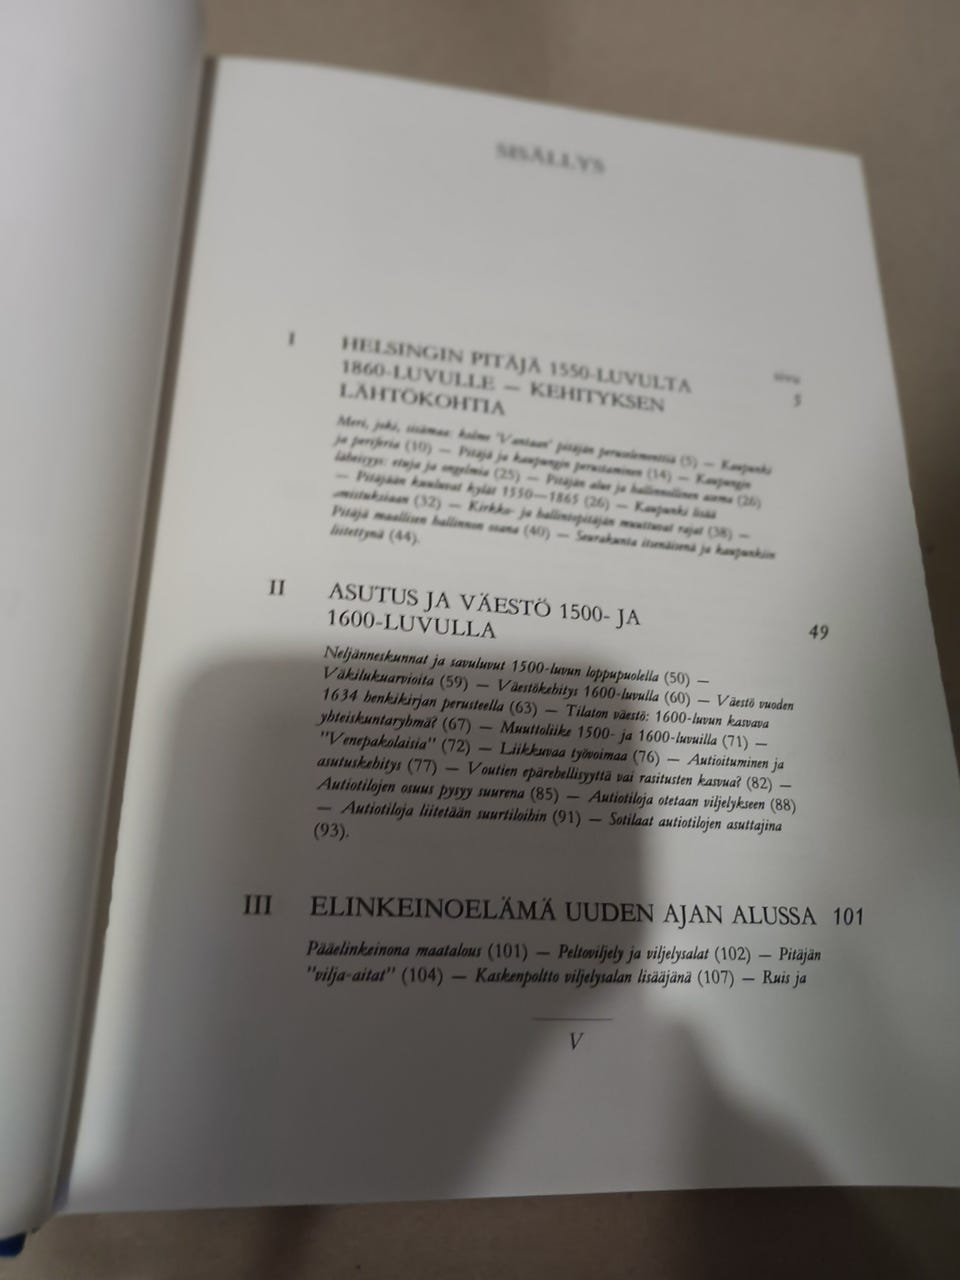 SISÄLLYS
sivu
I HELSINGIN PITÄJÄ 1550-LUVULTA
1860-LUVULLE — KEHITYKSEN 5
LÄHTÖKOHTIA
Meri, joki, sisämaa: kolme "Vantaan" pitäjän peruselementtiä (5) — Kaupunki
ja periferia (10) — Pitäjä ja kaupungin perustaminen (14) — Kaupungin
läheisyys: etuja ja ongelmia (25) — Pitäjän alue ja hallinnollinen asema (26)
— Pitäjään kuuluvat kylät 1550—1865 (26) — Kaupunki lisää
omistuksiaan (32) — Kirkko- ja hallintopitäjän muuttuvat rajat (38) —
Pitäjä maallisen hallinnon osana (40) — Seurakunta itsenäisenä ja kaupunkiin
liitettynä (44).
II ASUTUS JA VÄESTÖ 1500- JA
1600-LUVULLA 49
Neljänneskunnat ja savuluvut 1500-luvun loppupuolella (50) —
Väkilukuarvioita (59) — Väestökehitys 1600-luvulla (60) — Väestö vuoden
1634 henkikirjan perusteella (63) — Tilaton väestö: 1600-luvun kasvava
yhteiskuntaryhmä? (67) — Muuttoliike 1500- ja 1600-luvuilla (71) —
"Venepakolaisia" (72) — Liikkuvaa työvoimaa (76) — Autioituminen ja
asutuskehitys (77) — Voutien epärehellisyyttä vai rasitusten kasvua? (82) —
Autiotilojen osuus pysyy suurena (85) — Autiotiloja otetaan viljelykseen (88)
— Autiotiloja liitetään suurtiloihin (91) — Sotilaat autiotilojen asuttajina
(93).
III ELINKEINOELÄMÄ UUDEN AJAN ALUSSA 101
Pääelinkeinona maatalous (101) — Peltoviljely ja viljelysalat (102) — Pitäjän
"vilja-aitat" (104) — Kaskenpoltto viljelysalan lisääjänä (107) — Ruis ja
V